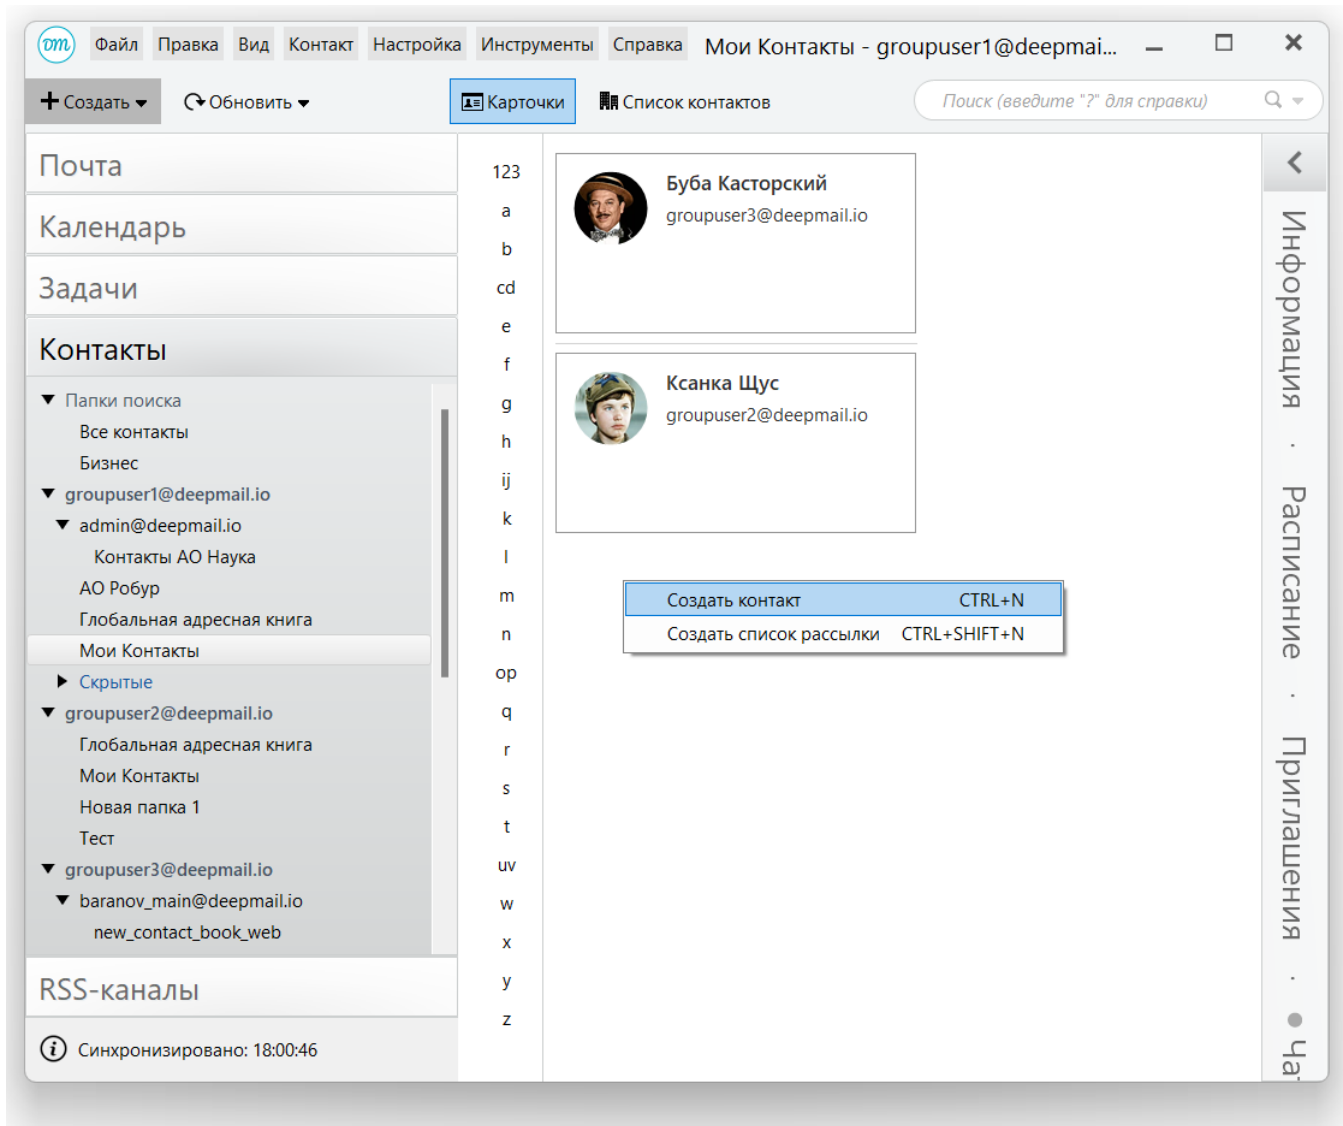 dm Файл Правка Вид Контакт Настройка Инструменты Справка Мои Контакты - groupuser1@deepmai...
Создать Обновить Карточки Список контактов Поиск (введите "?" для справки)
Почта
Календарь
Задачи
Контакты
Папки поиска
Все контакты
Бизнес
groupuser1@deepmail.io
admin@deepmail.io
Контакты АО Наука
АО Робур
Глобальная адресная книга
Мои Контакты
Скрытые
groupuser2@deepmail.io
Глобальная адресная книга
Мои Контакты
Новая папка 1
Тест
groupuser3@deepmail.io
baranov_main@deepmail.io
new_contact_book_web
RSS-каналы
Синхронизировано: 18:00:46
123
a
b
cd
e
f
g
h
ij
k
l
m
n
op
q
r
s
t
uv
w
x
y
z
Буба Касторский
groupuser3@deepmail.io
Ксанка Щус
groupuser2@deepmail.io
Создать контакт CTRL+N
Создать список рассылки CTRL+SHIFT+N
Информация · Расписание · Приглашения · Чат